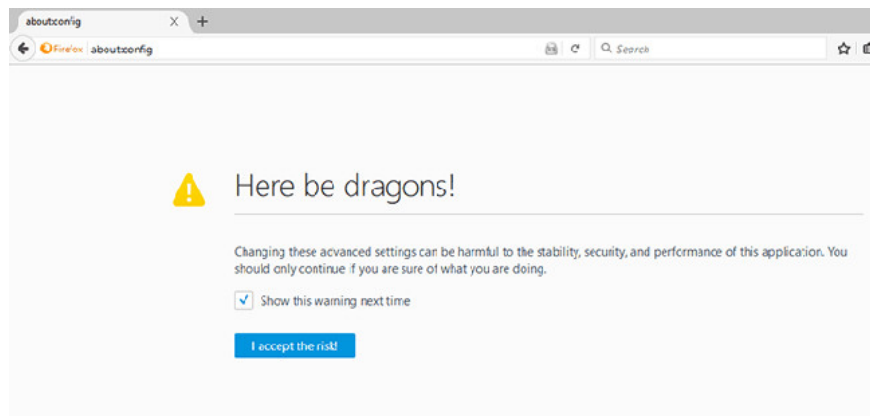 about:config
Firefox about:config
Search
Here be dragons!
Changing these advanced settings can be harmful to the stability, security, and performance of this application. You
should only continue if you are sure of what you are doing.
Show this warning next time
I accept the risk!